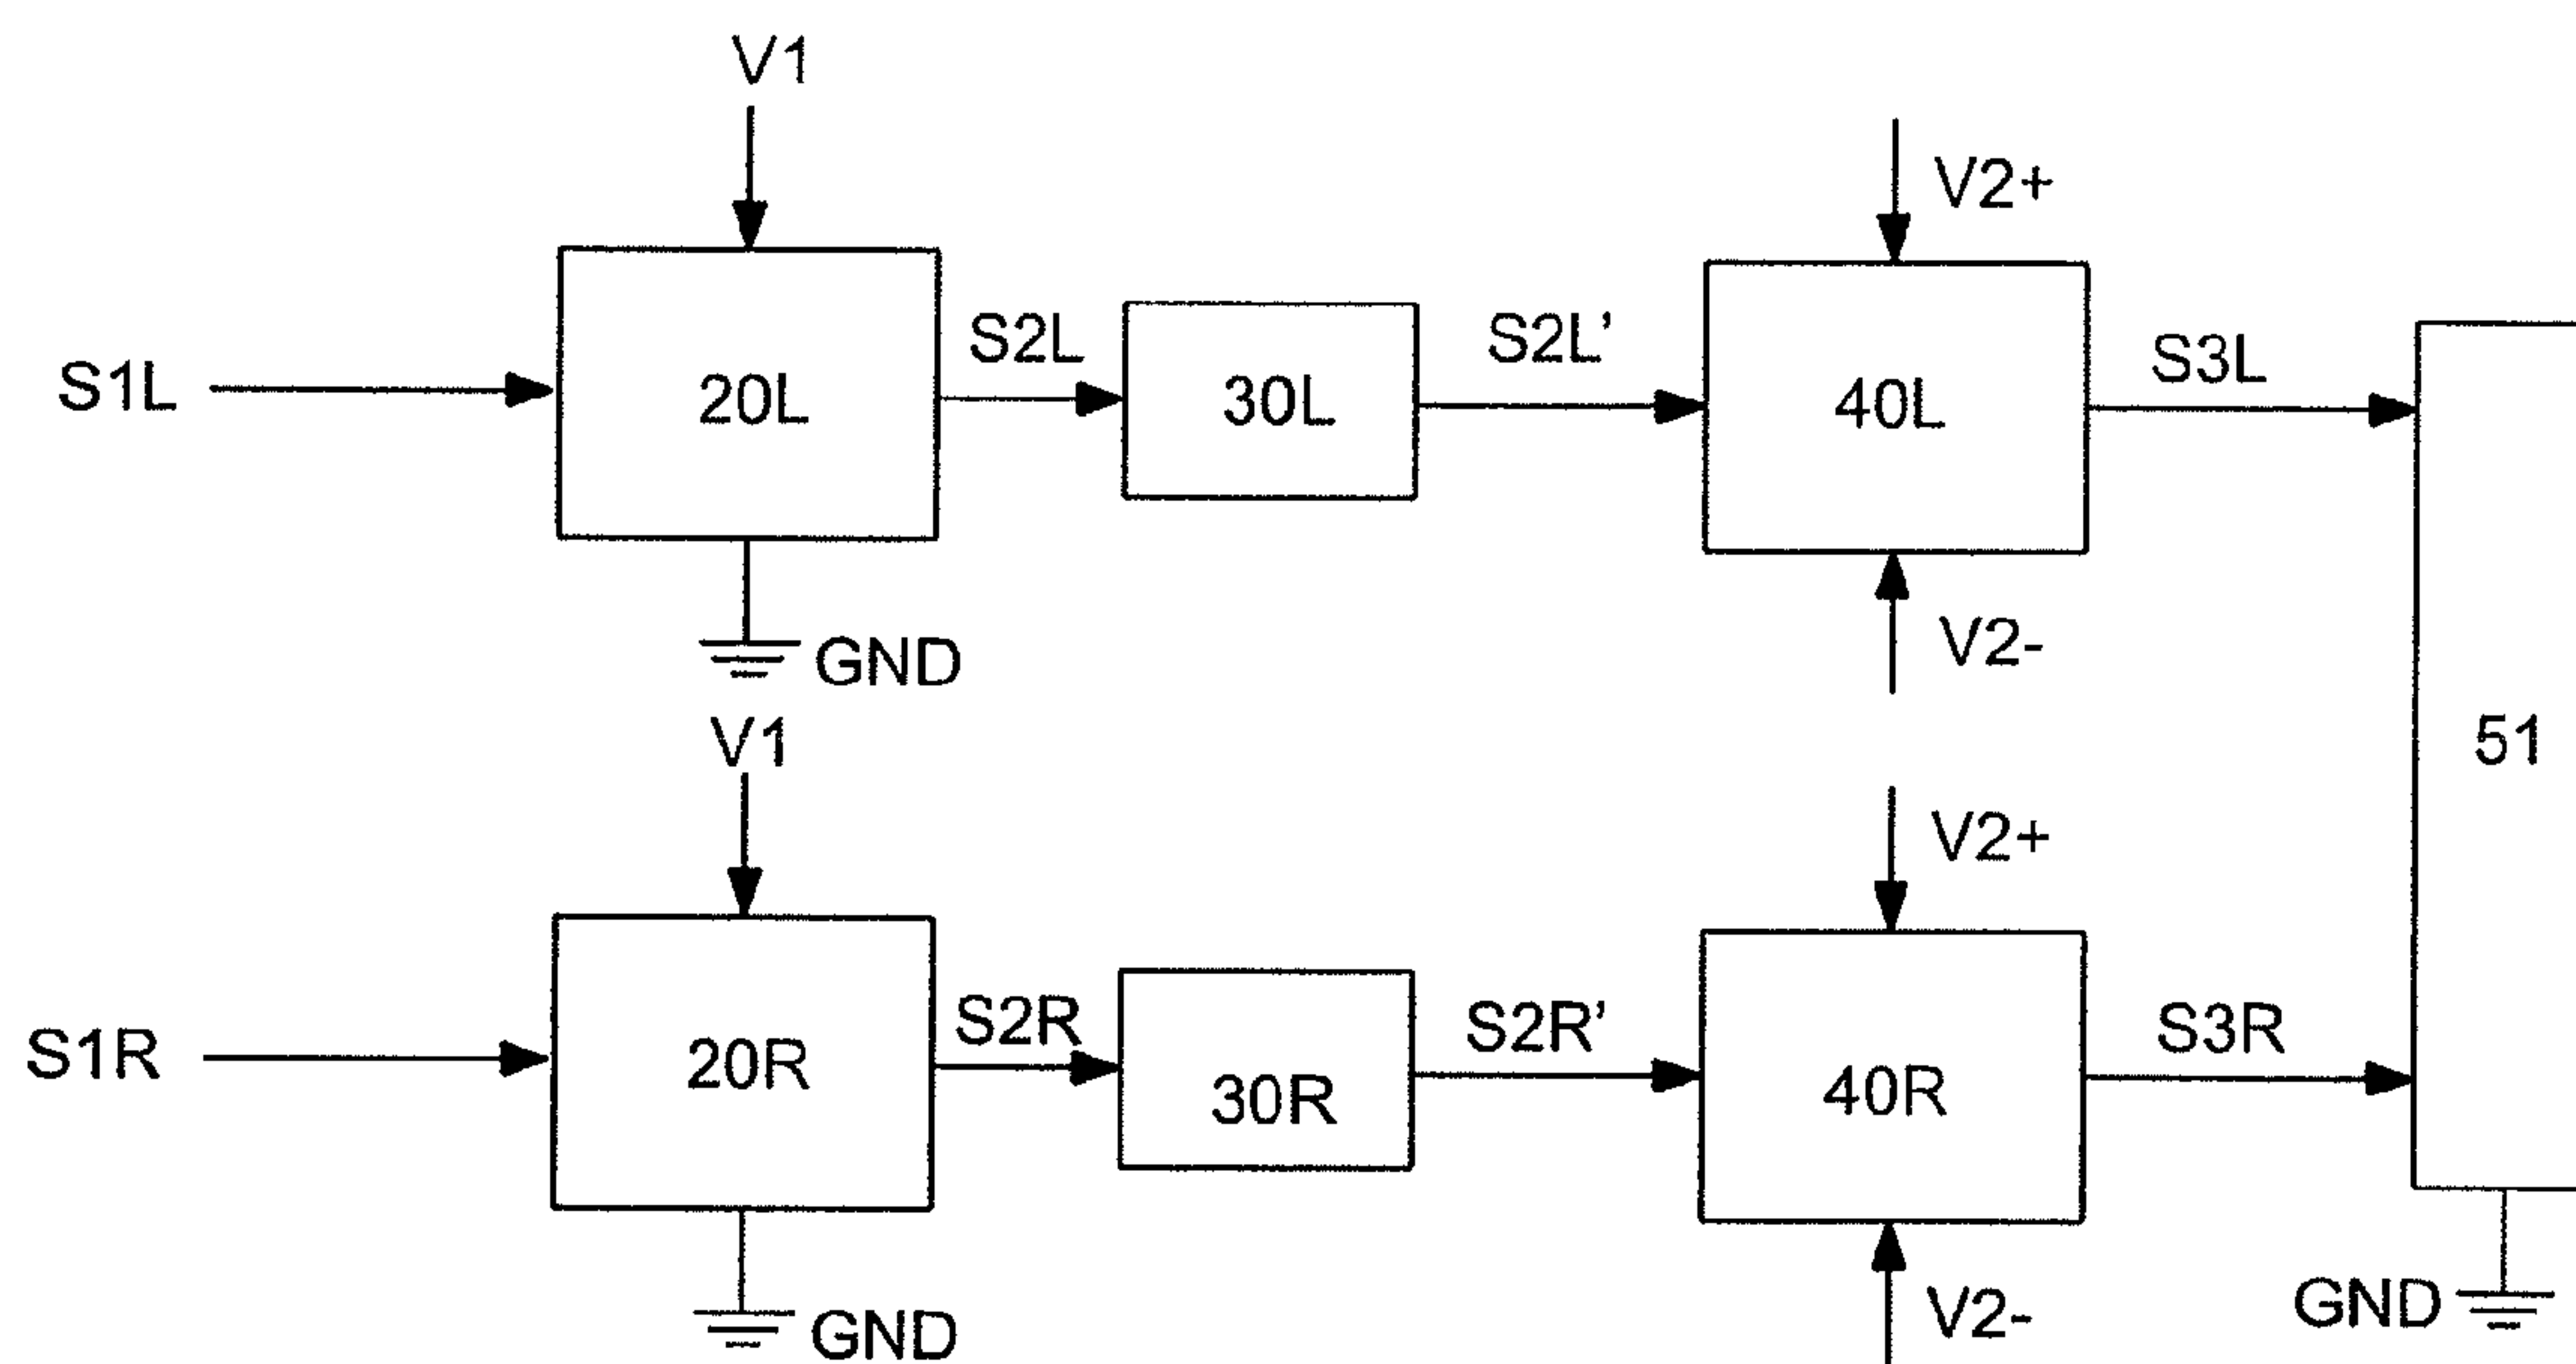 V1
V2+
S1L
20L
S2L
30L
S2L’
40L
S3L
GND
V2-
V1
51
V2+
S1R
20R
S2R
30R
S2R’
40R
S3R
GND
V2-
GND